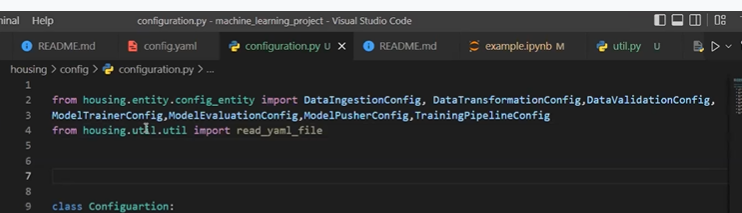 minal Help configuration.py - machine_learning_project - Visual Studio Code
README.md config.yaml configuration.py U README.md example.ipynb M util.py U
housing > config > configuration.py > ...
1
2 from housing.entity.config_entity import DataIngestionConfig, DataTransformationConfig,DataValidationConfig,
3 ModelTrainerConfig,ModelEvaluationConfig,ModelPusherConfig,TrainingPipelineConfig
4 from housing.util.util import read_yaml_file
5
6
7
8
9 class Configuartion: